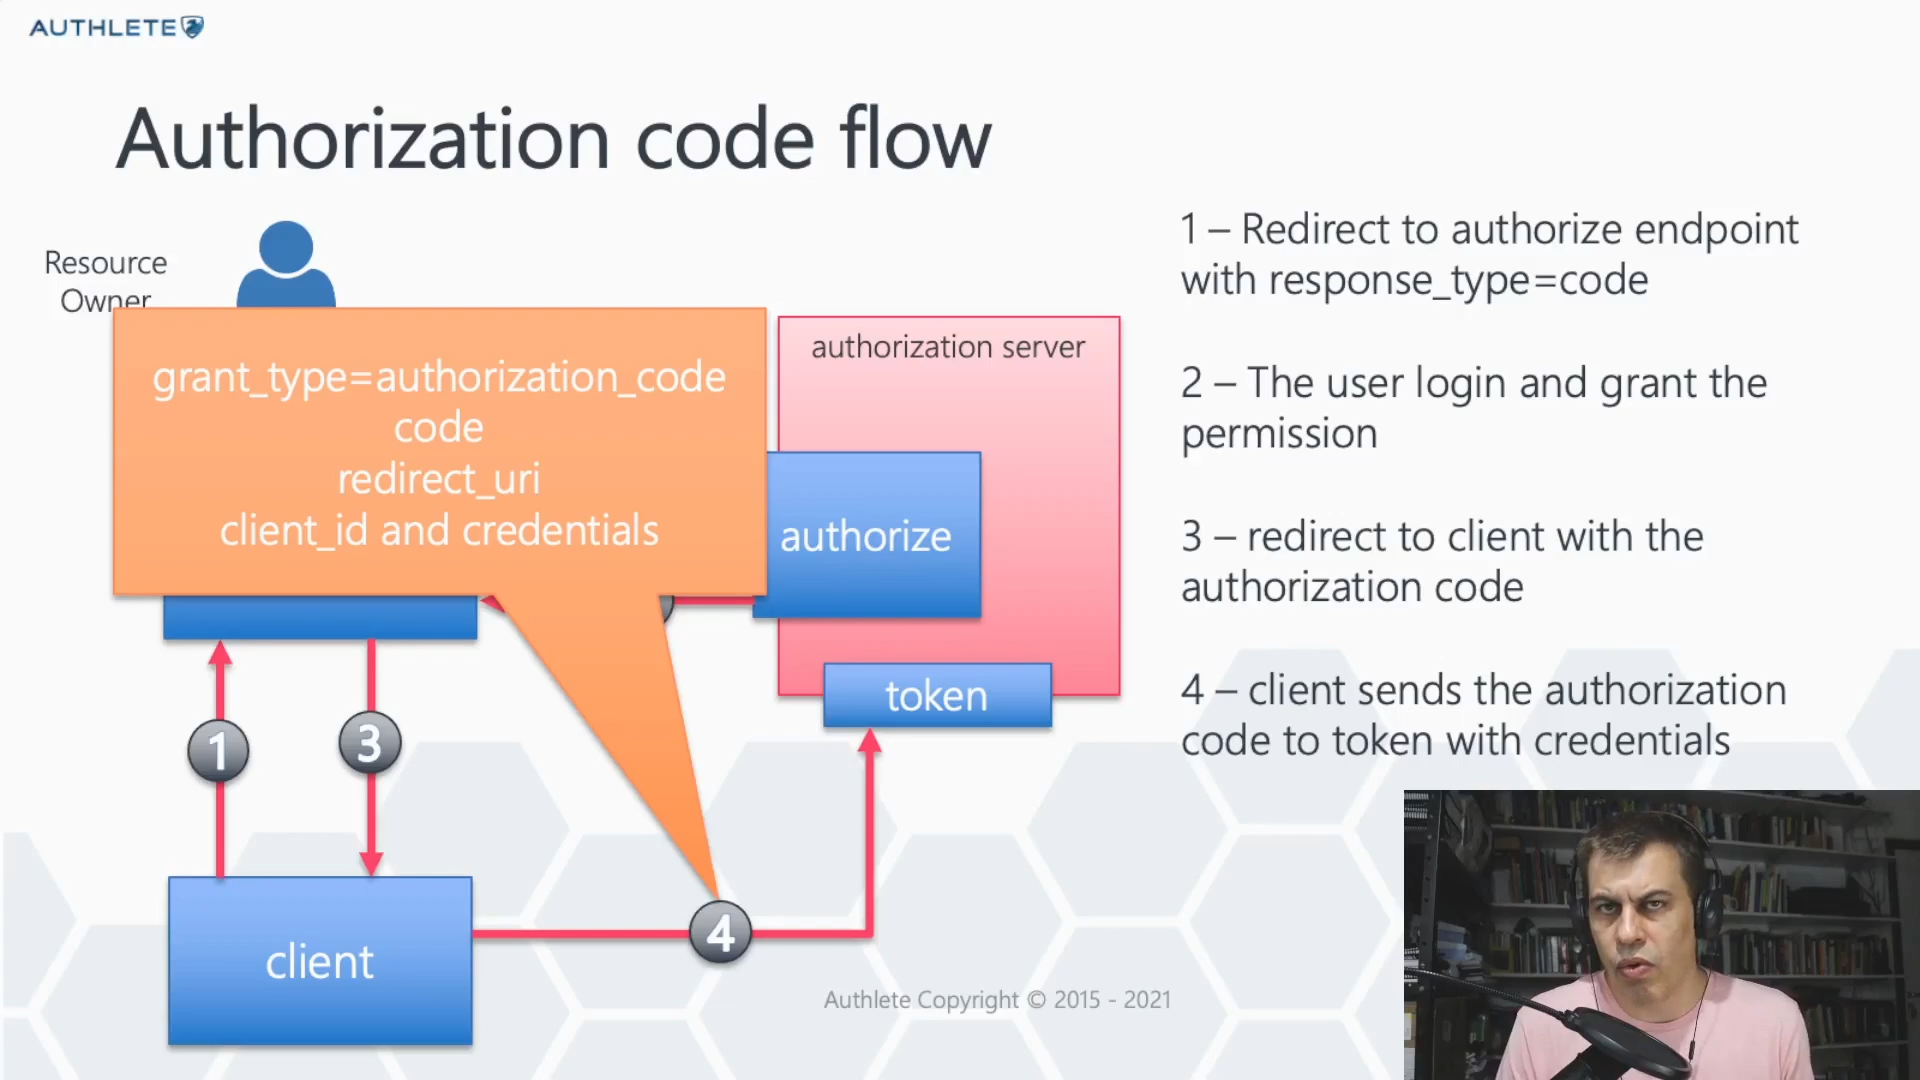 AUTHLETE
Authorization code flow
Resource
Owner
grant_type=authorization_code
code
redirect_uri
client_id and credentials
authorization server
authorize
token
1
3
4
client
1 – Redirect to authorize endpoint
with response_type=code
2 – The user login and grant the
permission
3 – redirect to client with the
authorization code
4 – client sends the authorization
code to token with credentials
Authlete Copyright © 2015 - 2021